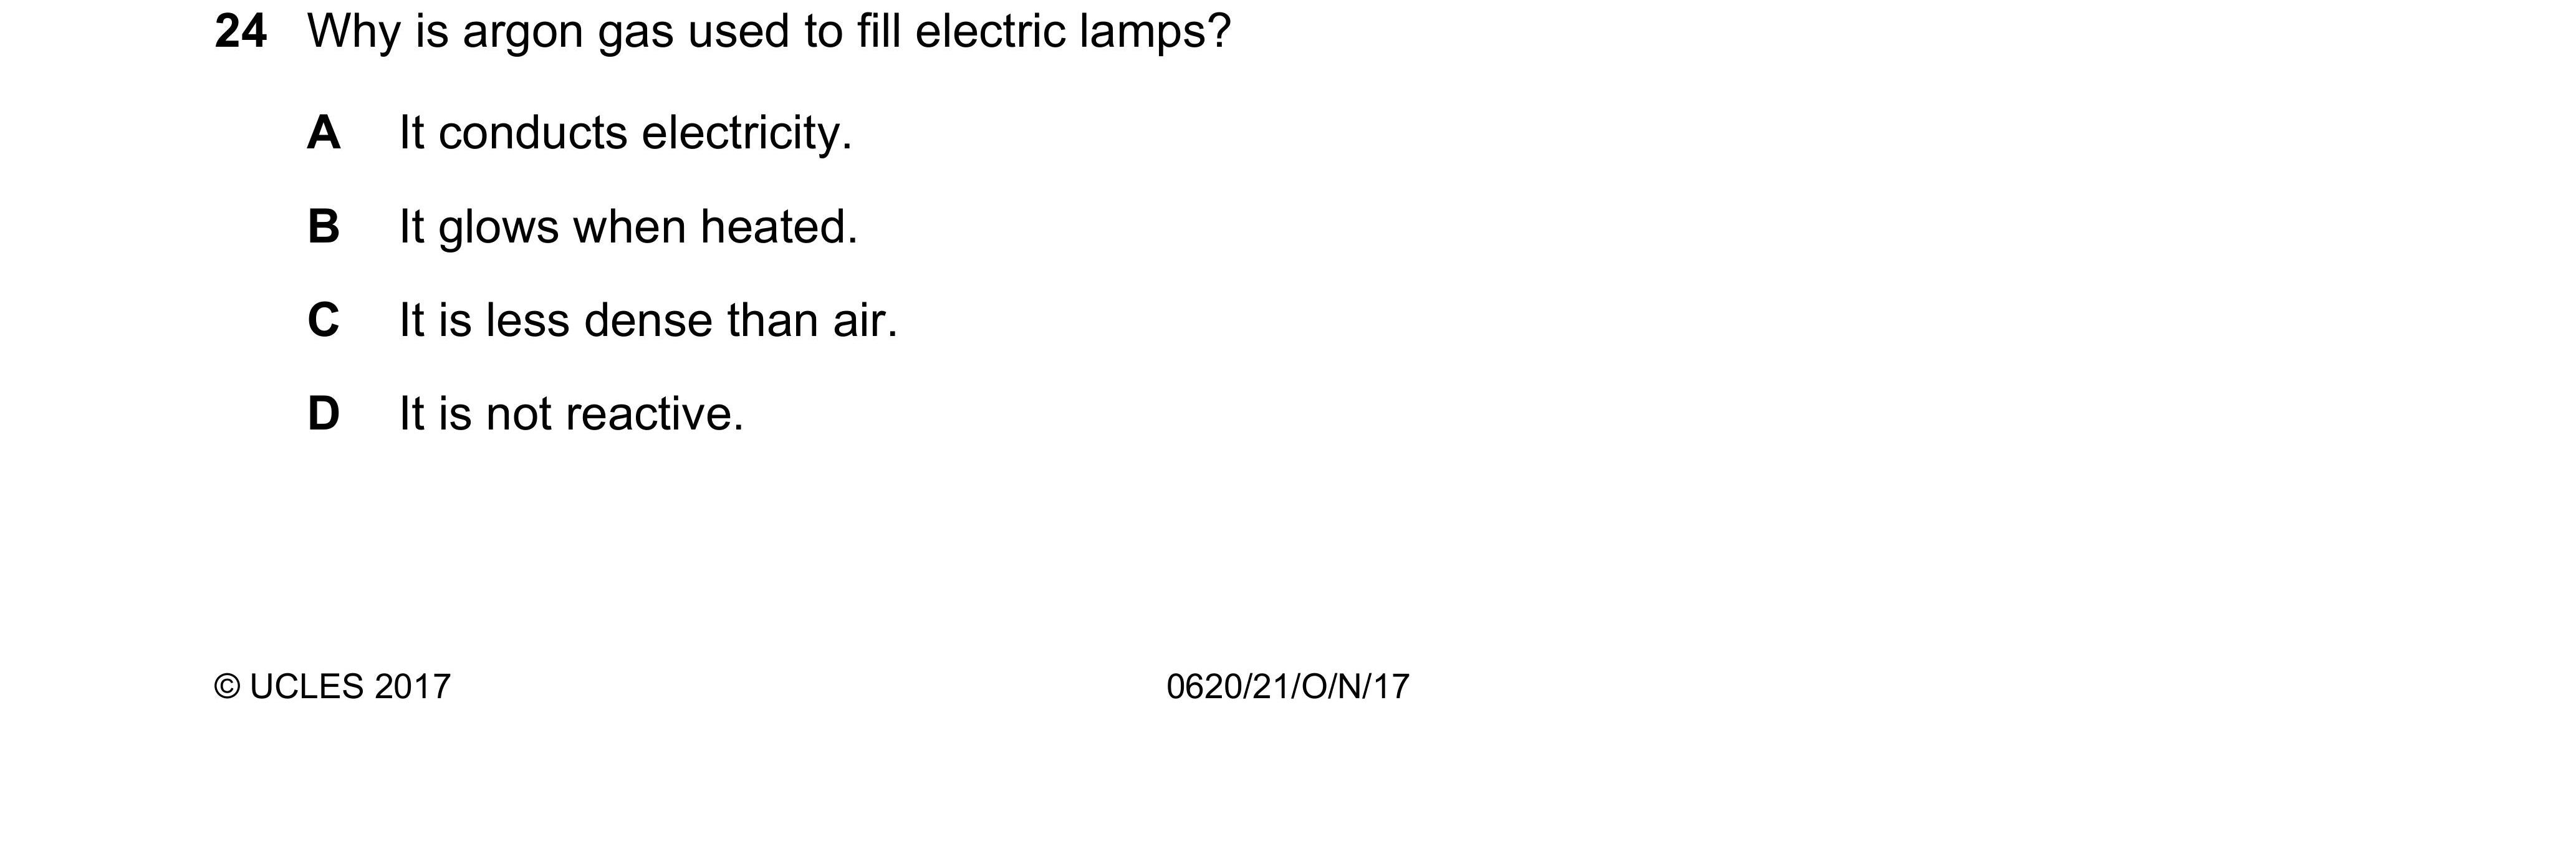 24 Why is argon gas used to fill electric lamps?
A It conducts electricity.
B It glows when heated.
C It is less dense than air.
D It is not reactive.
© UCLES 2017 0620/21/O/N/17